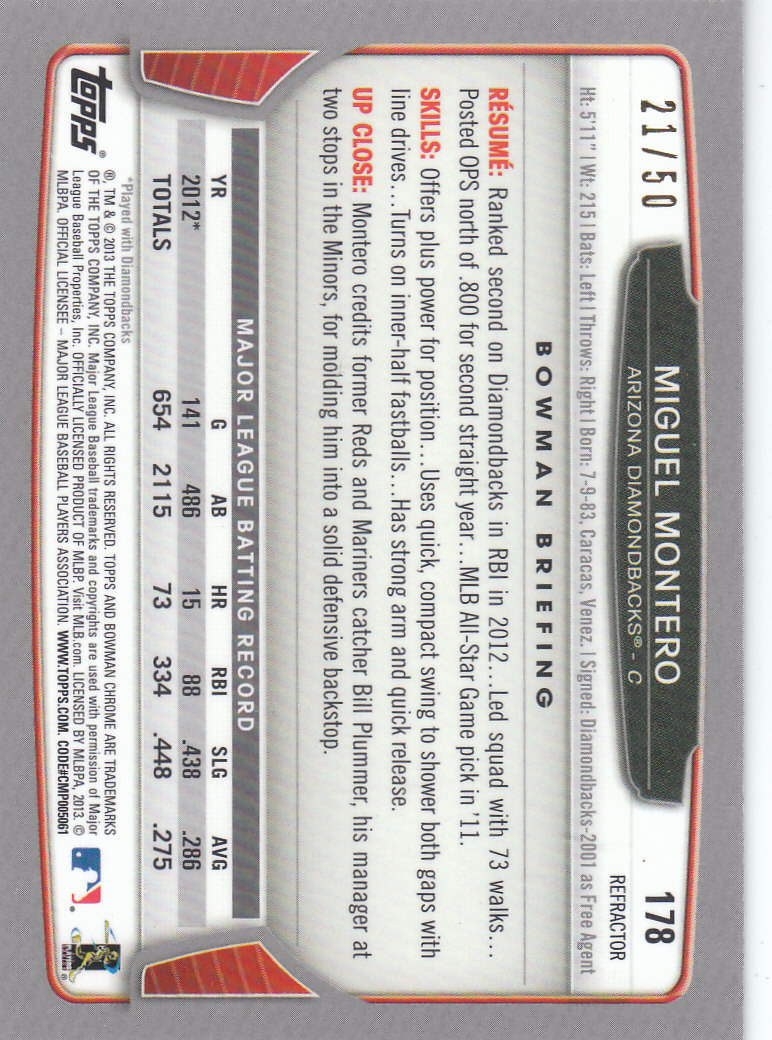 21/50
MIGUEL MONTERO
ARIZONA DIAMONDBACKS® - C
178
REFRACTOR
Ht: 5'11" | Wt: 215 | Bats: Left | Throws: Right | Born: 7-9-83, Caracas, Venez. | Signed: Diamondbacks-2001 as Free Agent
BOWMAN BRIEFING
RÉSUMÉ: Ranked second on Diamondbacks in RBI in 2012...Led squad with 73 walks...
Posted OPS north of .800 for second straight year...MLB All-Star Game pick in '11.
SKILLS: Offers plus power for position...Uses quick, compact swing to shower both gaps with
line drives...Turns on inner-half fastballs...Has strong arm and quick release.
UP CLOSE: Montero credits former Reds and Mariners catcher Bill Plummer, his manager at
two stops in the Minors, for molding him into a solid defensive backstop.
MAJOR LEAGUE BATTING RECORD
YR G AB HR RBI SLG AVG
2012* 141 486 15 88 .438 .286
TOTALS 654 2115 73 334 .448 .275
*Played with Diamondbacks
topps®
®, TM & © 2013 THE TOPPS COMPANY, INC. ALL RIGHTS RESERVED. TOPPS AND BOWMAN CHROME ARE TRADEMARKS
OF THE TOPPS COMPANY, INC. Major League Baseball trademarks and copyrights are used with permission of Major
League Baseball Properties, Inc. OFFICIALLY LICENSED PRODUCT OF MLBP. Visit MLB.com. LICENSED BY MLBPA, 2013. ©
MLBPA. OFFICIAL LICENSEE – MAJOR LEAGUE BASEBALL PLAYERS ASSOCIATION. WWW.TOPPS.COM. CODE#CMP005061